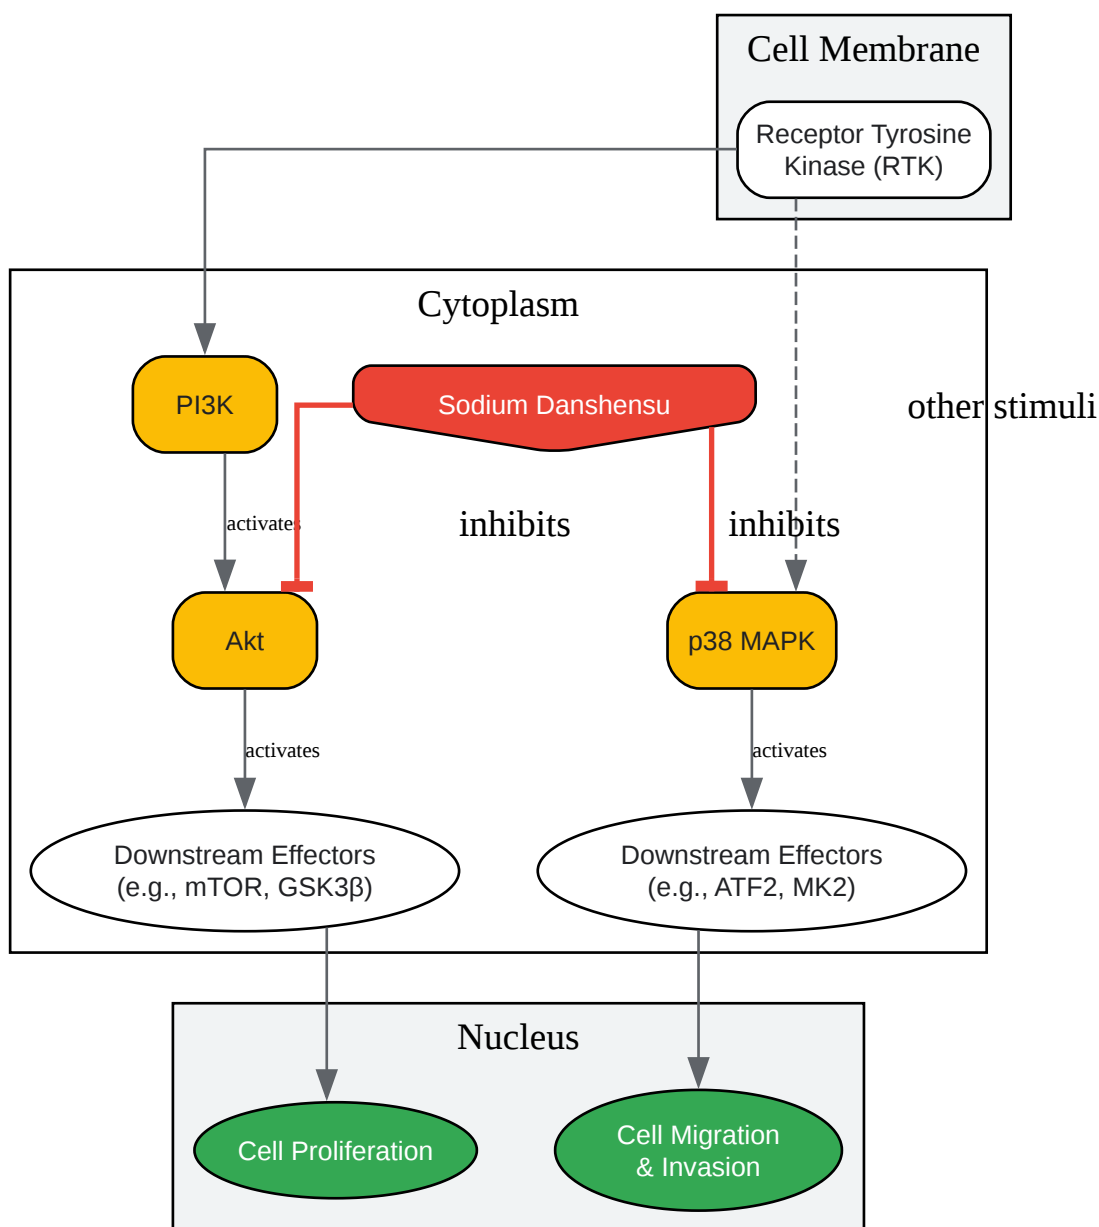 Cell Membrane
Receptor Tyrosine
Kinase (RTK)
Cytoplasm
PI3K
Sodium Danshensu
other stimuli
activates
inhibits
inhibits
Akt
p38 MAPK
activates
activates
Downstream Effectors
(e.g., mTOR, GSK3β)
Downstream Effectors
(e.g., ATF2, MK2)
Nucleus
Cell Proliferation
Cell Migration
& Invasion